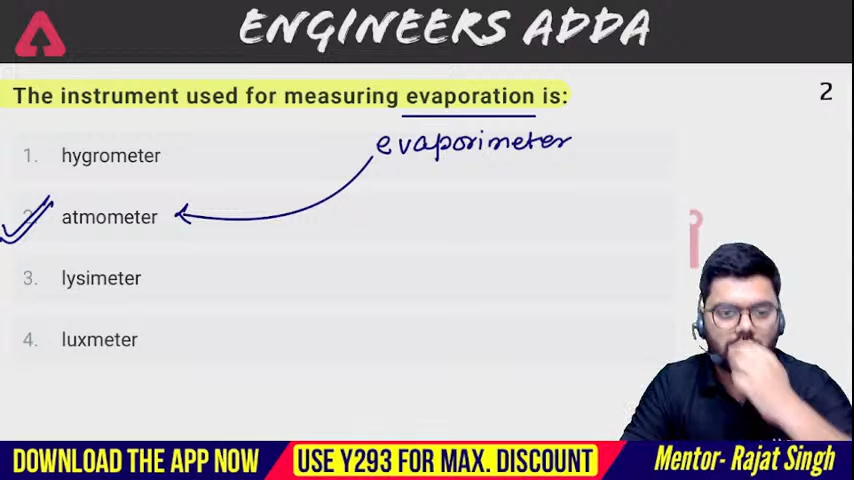 ENGINEERS ADDA
The instrument used for measuring evaporation is:
2
evaporimeter
1. hygrometer
2. atmometer
3. lysimeter
4. luxmeter
DOWNLOAD THE APP NOW
USE Y293 FOR MAX. DISCOUNT
Mentor- Rajat Singh